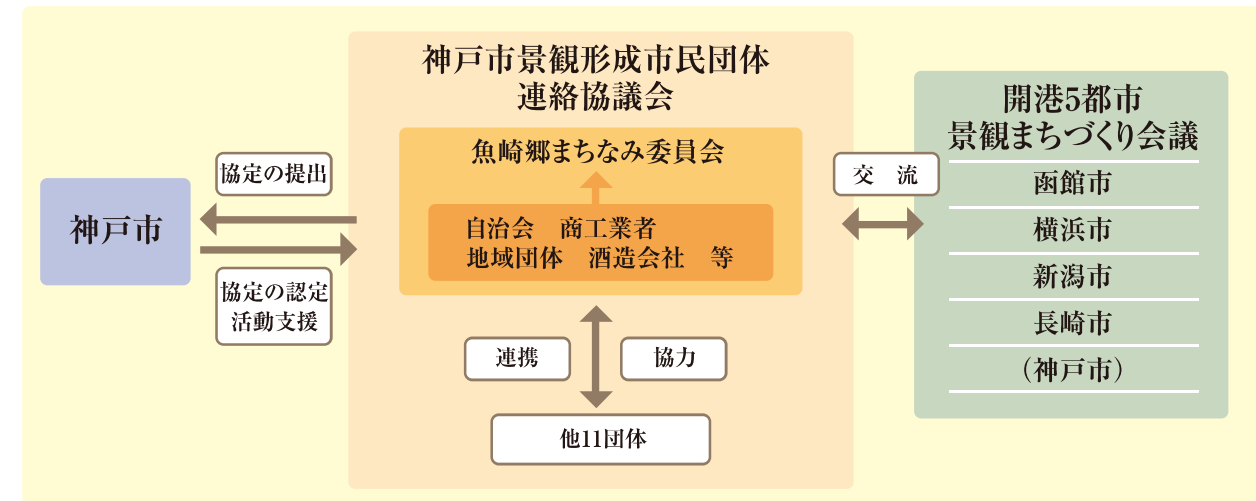 神戸市景観形成市民団体
連絡協議会
魚崎郷まちなみ委員会
自治会　商工業者
地域団体　酒造会社　等
神戸市
協定の提出
協定の認定
活動支援
連携
協力
他11団体
交　流
開港5都市
景観まちづくり会議
函館市
横浜市
新潟市
長崎市
（神戸市）